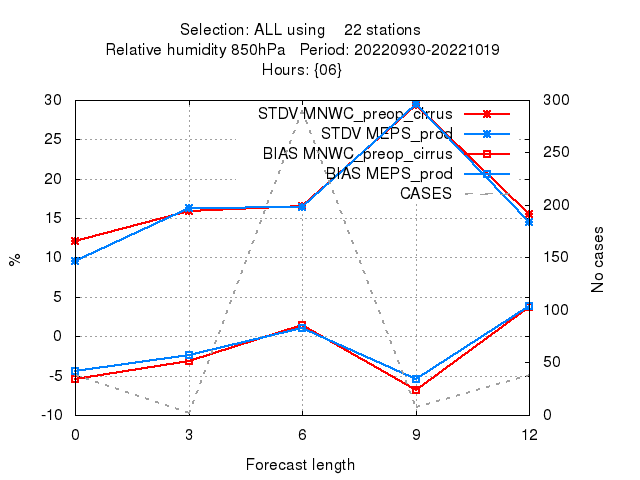 Selection: ALL using    22 stations
Relative humidity 850hPa   Period: 20220930-20221019
Hours: {06}
STDV MNWC_preop_cirrus
STDV MEPS_prod
BIAS MNWC_preop_cirrus
BIAS MEPS_prod
CASES
%
30
25
20
15
10
5
0
-5
-10
300
250
200
150
100
50
0
No cases
0 3 6 9 12
Forecast length